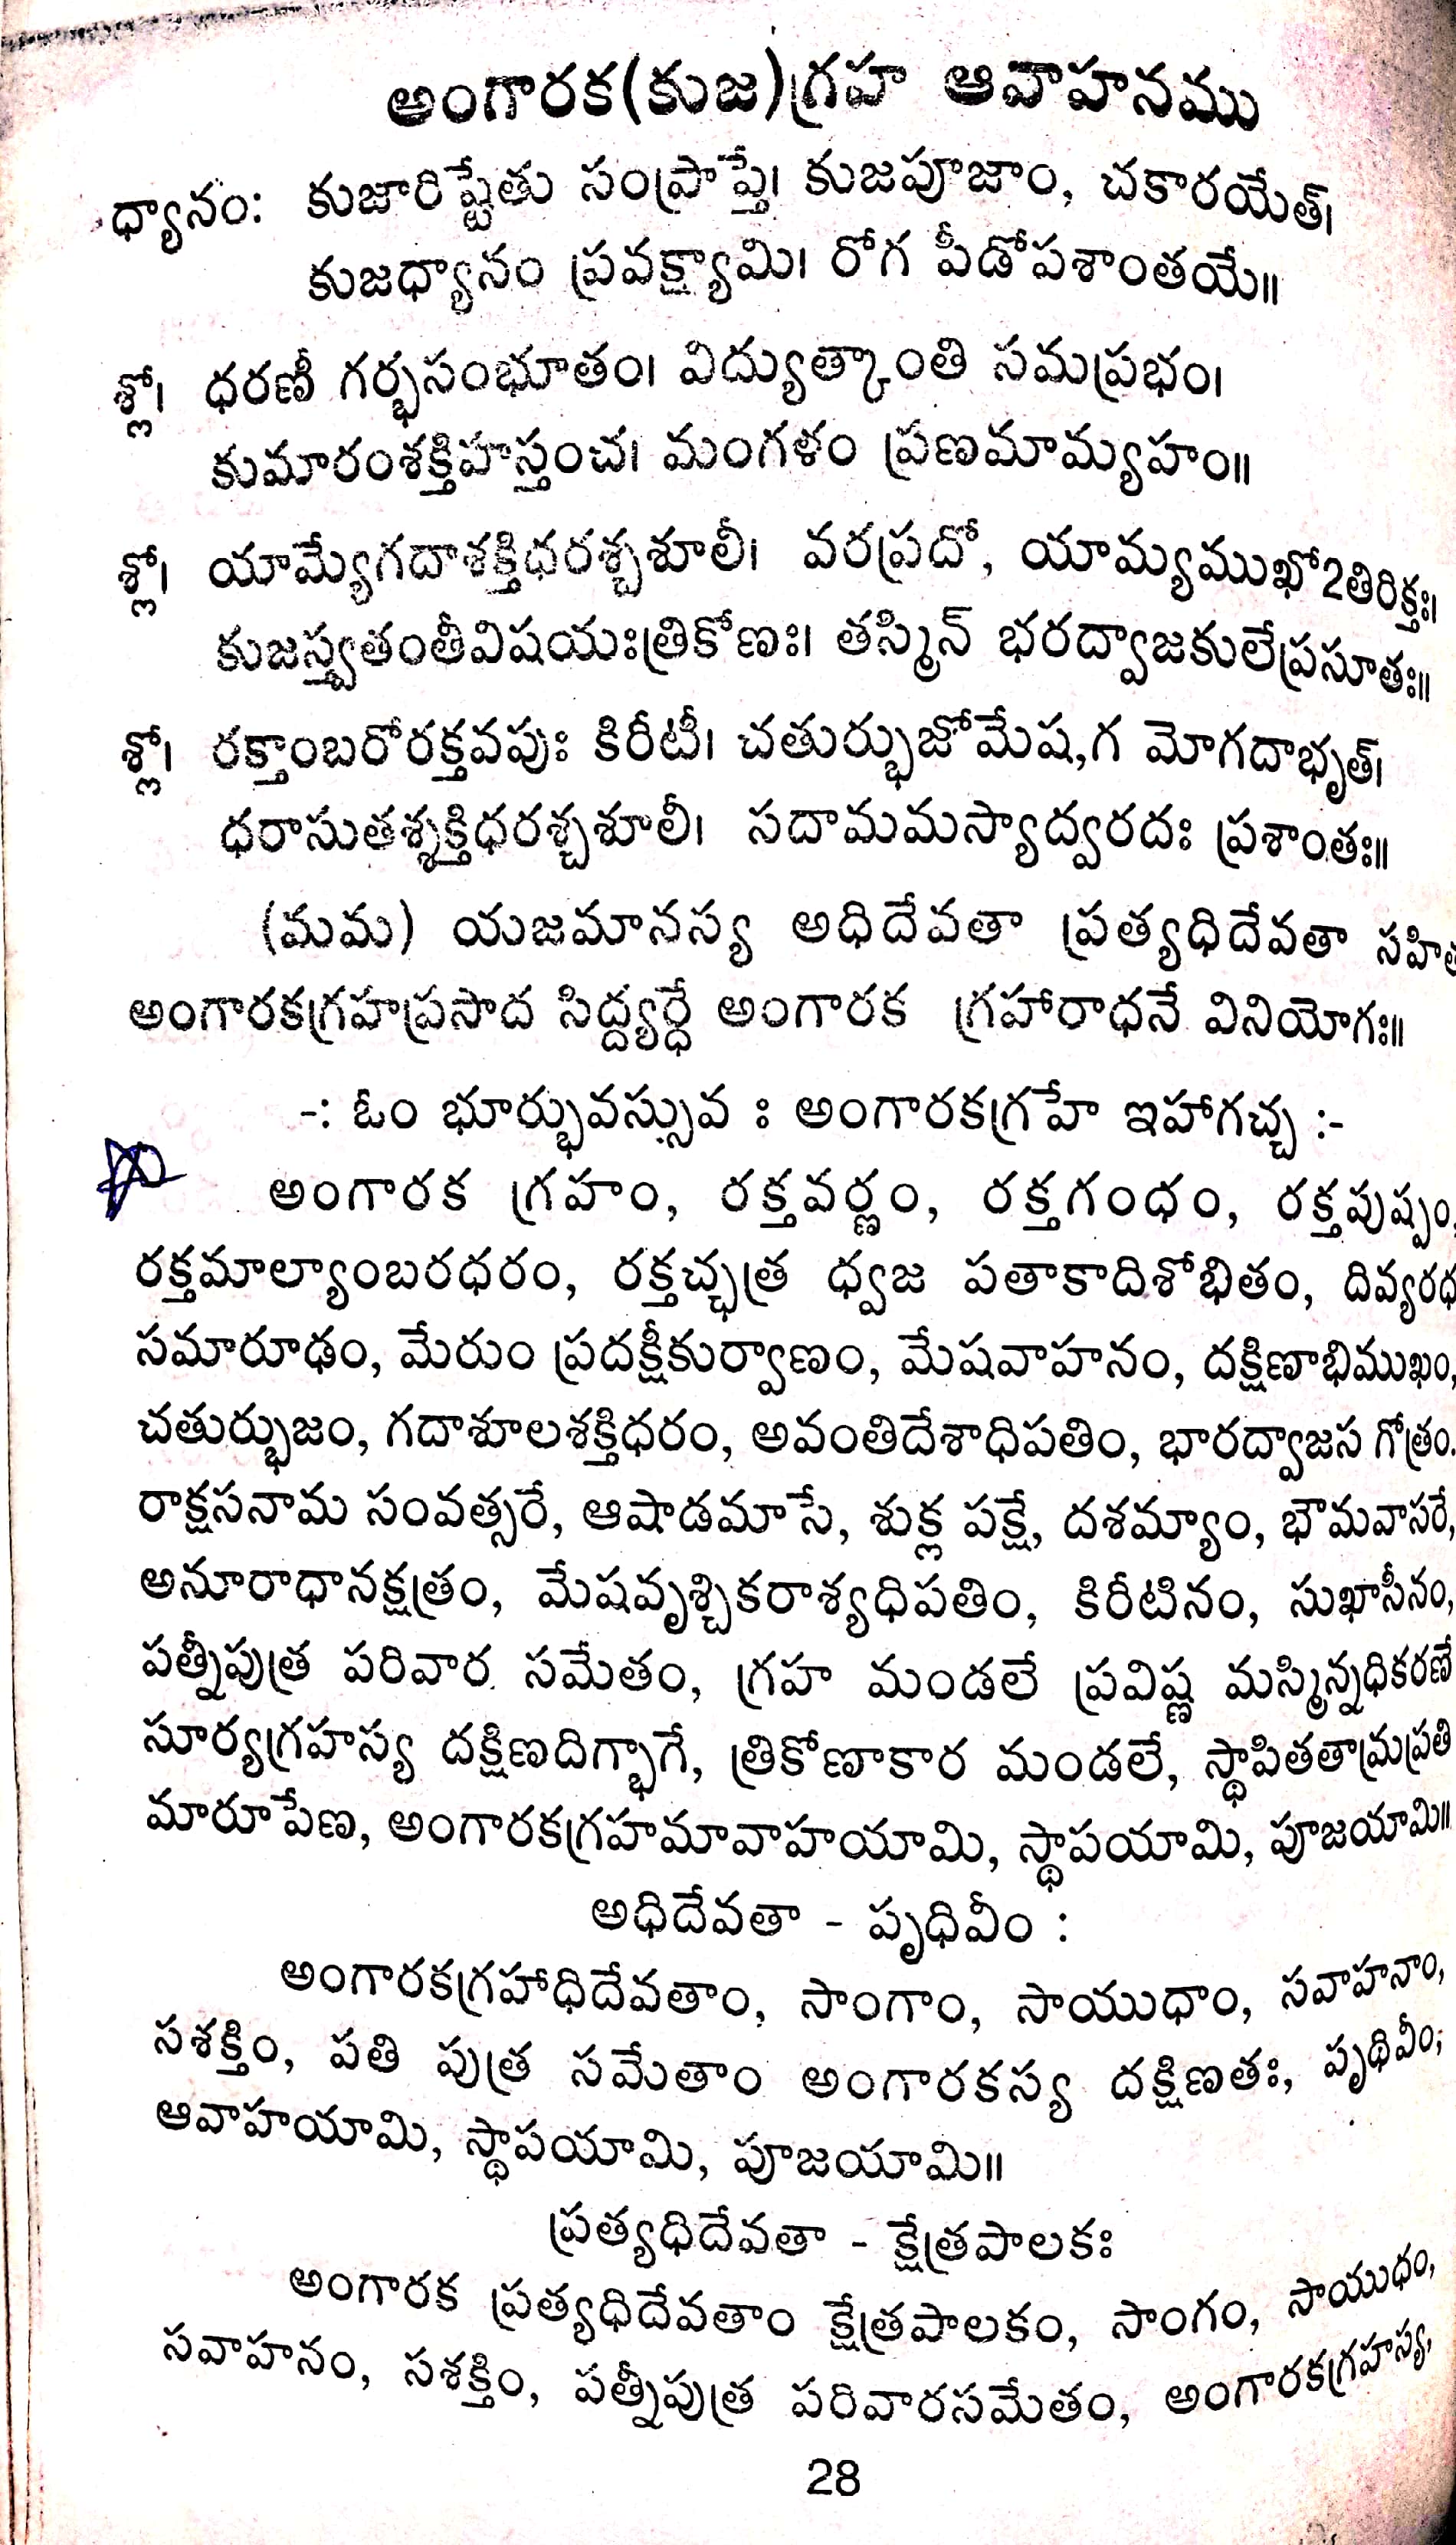 అంగారక(కుజ)గ్రహ ఆవాహనము
ధ్యానం: కుజారిష్టేతు సంప్రాప్తే। కుజపూజాం, చకారయేత్।
కుజధ్యానం ప్రవక్ష్యామి। రోగ పీడోపశాంతయే॥
శ్లో। ధరణీ గర్భసంభూతం। విద్యుత్కాంతి సమప్రభం।
కుమారంశక్తిహస్తంచ। మంగళం ప్రణమామ్యహం॥
శ్లో। యామ్యేగదాశక్తిధరశ్చశూలీ। వరప్రదో, యామ్యముఖోఽతిరిక్తః।
కుజస్త్వతంతీవిషయఃత్రికోణః। తస్మిన్ భరద్వాజకులేప్రసూతః॥
శ్లో। రక్తాంబరోరక్తవపుః కిరీటీ। చతుర్భుజోమేష,గ మోగదాభృత్।
ధరాసుతశ్శక్తిధరశ్చశూలీ। సదామమస్యాద్వరదః ప్రశాంతః॥
(మమ) యజమానస్య అధిదేవతా ప్రత్యధిదేవతా సహిత
అంగారకగ్రహప్రసాద సిద్ధ్యర్థే అంగారక గ్రహారాధనే వినియోగః॥
-: ఓం భూర్భువస్సువ ః అంగారకగ్రహే ఇహాగచ్చ :-
అంగారక గ్రహం, రక్తవర్ణం, రక్తగంధం, రక్తపుష్పం,
రక్తమాల్యాంబరధరం, రక్తచ్ఛత్ర ధ్వజ పతాకాదిశోభితం, దివ్యరధ
సమారూఢం, మేరుం ప్రదక్షీకుర్వాణం, మేషవాహనం, దక్షిణాభిముఖం,
చతుర్భుజం, గదాశూలశక్తిధరం, అవంతిదేశాధిపతిం, భారద్వాజస గోత్రం.
రాక్షసనామ సంవత్సరే, ఆషాడమాసే, శుక్ల పక్షే, దశమ్యాం, భౌమవాసరే,
అనూరాధానక్షత్రం, మేషవృశ్చికరాశ్యధిపతిం, కిరీటినం, సుఖాసీనం,
పత్నీపుత్ర పరివార సమేతం, గ్రహ మండలే ప్రవిష్ణ మస్మిన్నధికరణే
సూర్యగ్రహస్య దక్షిణదిగ్భాగే, త్రికోణాకార మండలే, స్థాపితతామ్రప్రతి
మారూపేణ, అంగారకగ్రహమావాహయామి, స్థాపయామి, పూజయామి॥
అధిదేవతా - పృధివీం :
అంగారకగ్రహాధిదేవతాం, సాంగాం, సాయుధాం, సవాహనాం,
సశక్తిం, పతి పుత్ర సమేతాం అంగారకస్య దక్షిణతః, పృథివీం,
ఆవాహయామి, స్థాపయామి, పూజయామి॥
ప్రత్యధిదేవతా - క్షేత్రపాలకః
అంగారక ప్రత్యధిదేవతాం క్షేత్రపాలకం, సాంగం, సాయుధం,
సవాహనం, సశక్తిం, పత్నీపుత్ర పరివారసమేతం, అంగారకగ్రహస్య,
28